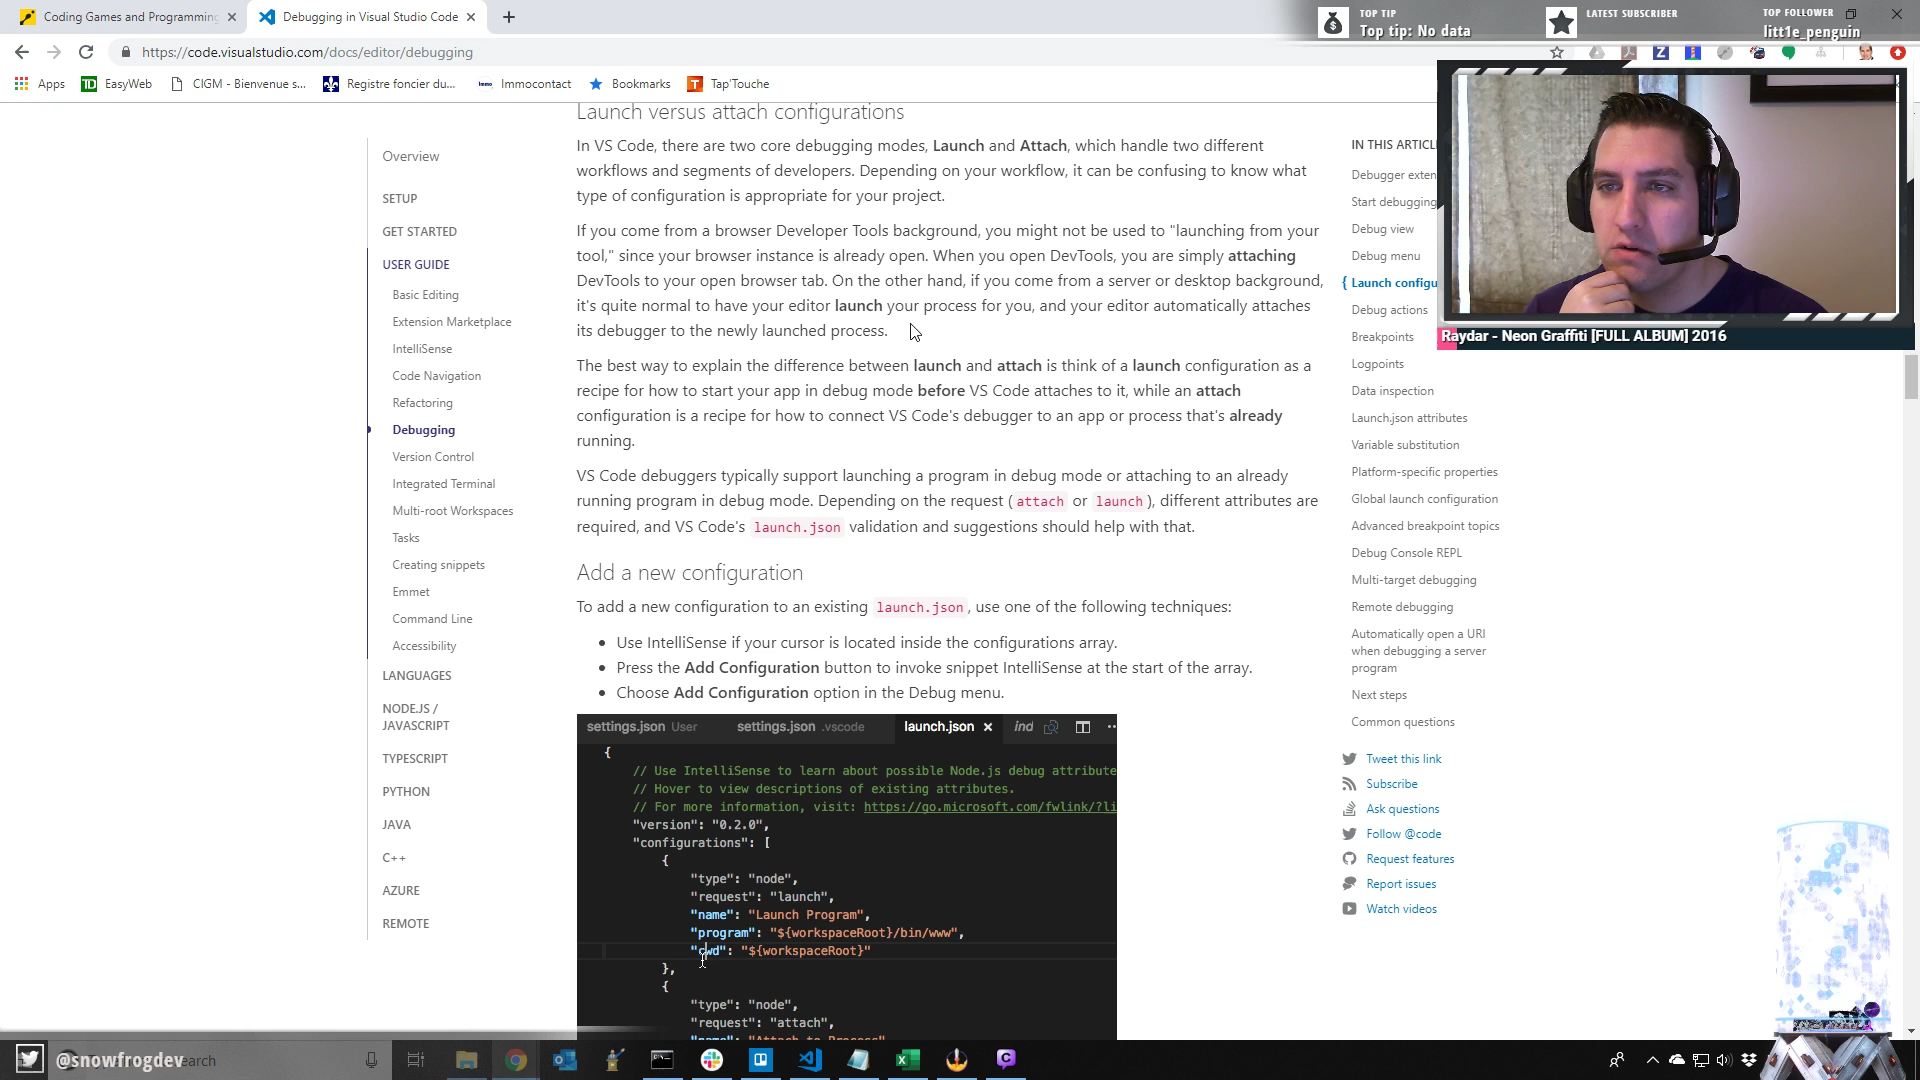 Coding Games and Programming
Debugging in Visual Studio Code
TOP TIP
Top tip: No data
LATEST SUBSCRIBER
TOP FOLLOWER
litt1e_penguin
https://code.visualstudio.com/docs/editor/debugging
Apps
EasyWeb
CIGM - Bienvenue s...
Registre foncier du...
Immocontact
Bookmarks
Tap'Touche
Overview
SETUP
GET STARTED
USER GUIDE
Basic Editing
Extension Marketplace
IntelliSense
Code Navigation
Refactoring
Debugging
Version Control
Integrated Terminal
Multi-root Workspaces
Tasks
Creating snippets
Emmet
Command Line
Accessibility
LANGUAGES
NODE.JS /
JAVASCRIPT
TYPESCRIPT
PYTHON
JAVA
C++
AZURE
REMOTE
Launch versus attach configurations
In VS Code, there are two core debugging modes, Launch and Attach, which handle two different
workflows and segments of developers. Depending on your workflow, it can be confusing to know what
type of configuration is appropriate for your project.
If you come from a browser Developer Tools background, you might not be used to "launching from your
tool," since your browser instance is already open. When you open DevTools, you are simply attaching
DevTools to your open browser tab. On the other hand, if you come from a server or desktop background,
it's quite normal to have your editor launch your process for you, and your editor automatically attaches
its debugger to the newly launched process.
The best way to explain the difference between launch and attach is think of a launch configuration as a
recipe for how to start your app in debug mode before VS Code attaches to it, while an attach
configuration is a recipe for how to connect VS Code's debugger to an app or process that's already
running.
VS Code debuggers typically support launching a program in debug mode or attaching to an already
running program in debug mode. Depending on the request ( attach or launch ), different attributes are
required, and VS Code's launch.json validation and suggestions should help with that.
Add a new configuration
To add a new configuration to an existing launch.json , use one of the following techniques:
• Use IntelliSense if your cursor is located inside the configurations array.
• Press the Add Configuration button to invoke snippet IntelliSense at the start of the array.
• Choose Add Configuration option in the Debug menu.
settings.json User
settings.json .vscode
launch.json
ind
{
// Use IntelliSense to learn about possible Node.js debug attribute
// Hover to view descriptions of existing attributes.
// For more information, visit: https://go.microsoft.com/fwlink/?li
"version": "0.2.0",
"configurations": [
{
"type": "node",
"request": "launch",
"name": "Launch Program",
"program": "${workspaceRoot}/bin/www",
"cwd": "${workspaceRoot}"
},
{
"type": "node",
"request": "attach",
"name": "Attach to Process"
IN THIS ARTICL
Debugger exten
Start debugging
Debug view
Debug menu
{ Launch configu
Debug actions
Breakpoints
Logpoints
Data inspection
Launch.json attributes
Variable substitution
Platform-specific properties
Global launch configuration
Advanced breakpoint topics
Debug Console REPL
Multi-target debugging
Remote debugging
Automatically open a URI
when debugging a server
program
Next steps
Common questions
Tweet this link
Subscribe
Ask questions
Follow @code
Request features
Report issues
Watch videos
Raydar - Neon Graffiti [FULL ALBUM] 2016
@snowfrogdev
earch